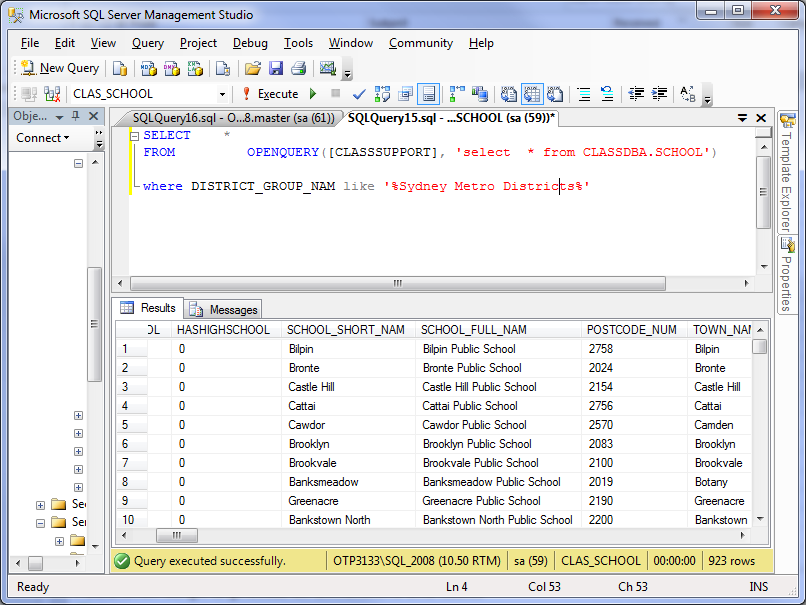 Microsoft SQL Server Management Studio
File Edit View Query Project Debug Tools Window Community Help
New Query
CLAS_SCHOOL Execute
Obje...
SQLQuery16.sql - O...8.master (sa (61)) SQLQuery15.sql - ...SCHOOL (sa (59))*
Connect
SELECT *
FROM OPENQUERY([CLASSSUPPORT], 'select * from CLASSDBA.SCHOOL')
where DISTRICT_GROUP_NAM like '%Sydney Metro Districts%'
Template Explorer
Properties
Results Messages
OL HASHIGHSCHOOL SCHOOL_SHORT_NAM SCHOOL_FULL_NAM POSTCODE_NUM TOWN_NAM
1 0 Bilpin Bilpin Public School 2758 Bilpin
2 0 Bronte Bronte Public School 2024 Bronte
3 0 Castle Hill Castle Hill Public School 2154 Castle Hill
4 0 Cattai Cattai Public School 2756 Cattai
5 0 Cawdor Cawdor Public School 2570 Camden
6 0 Brooklyn Brooklyn Public School 2083 Brooklyn
7 0 Brookvale Brookvale Public School 2100 Brookvale
8 0 Banksmeadow Banksmeadow Public School 2019 Botany
9 0 Greenacre Greenacre Public School 2190 Greenacre
10 0 Bankstown North Bankstown North Public School 2200 Bankstown
Sec
Ser
Query executed successfully. OTP3133\SQL_2008 (10.50 RTM) sa (59) CLAS_SCHOOL 00:00:00 923 rows
Ready Ln 4 Col 53 Ch 53 INS